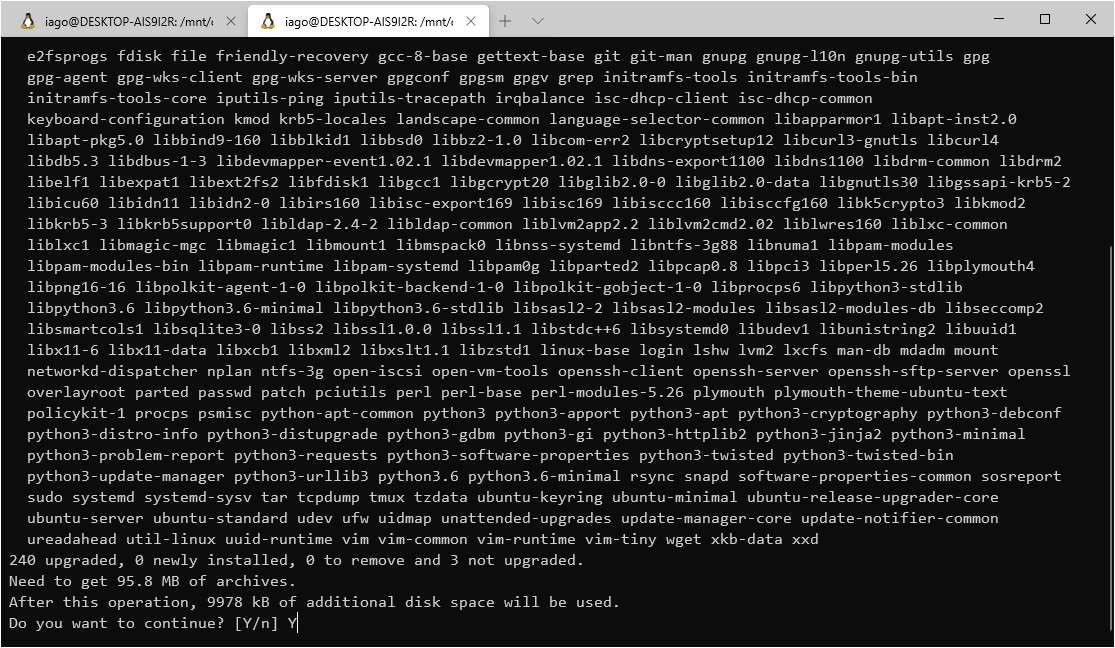 iago@DESKTOP-AIS9I2R: /mnt/c
iago@DESKTOP-AIS9I2R: /mnt/c
e2fsprogs fdisk file friendly-recovery gcc-8-base gettext-base git git-man gnupg gnupg-l10n gnupg-utils gpg
gpg-agent gpg-wks-client gpg-wks-server gpgconf gpgsm gpgv grep initramfs-tools initramfs-tools-bin
initramfs-tools-core iputils-ping iputils-tracepath irqbalance isc-dhcp-client isc-dhcp-common
keyboard-configuration kmod krb5-locales landscape-common language-selector-common libapparmor1 libapt-inst2.0
libapt-pkg5.0 libbind9-160 libblkid1 libbsd0 libbz2-1.0 libcom-err2 libcryptsetup12 libcurl3-gnutls libcurl4
libdb5.3 libdbus-1-3 libdevmapper-event1.02.1 libdevmapper1.02.1 libdns-export1100 libdns1100 libdrm-common libdrm2
libelf1 libexpat1 libext2fs2 libfdisk1 libgcc1 libgcrypt20 libglib2.0-0 libglib2.0-data libgnutls30 libgssapi-krb5-2
libicu60 libidn11 libidn2-0 libirs160 libisc-export169 libisc169 libisccc160 libisccfg160 libk5crypto3 libkmod2
libkrb5-3 libkrb5support0 libldap-2.4-2 libldap-common liblvm2app2.2 liblvm2cmd2.02 liblwres160 liblxc-common
liblxc1 libmagic-mgc libmagic1 libmount1 libmspack0 libnss-systemd libntfs-3g88 libnuma1 libpam-modules
libpam-modules-bin libpam-runtime libpam-systemd libpam0g libparted2 libpcap0.8 libpci3 libperl5.26 libplymouth4
libpng16-16 libpolkit-agent-1-0 libpolkit-backend-1-0 libpolkit-gobject-1-0 libprocps6 libpython3-stdlib
libpython3.6 libpython3.6-minimal libpython3.6-stdlib libsasl2-2 libsasl2-modules libsasl2-modules-db libseccomp2
libsmartcols1 libsqlite3-0 libss2 libssl1.0.0 libssl1.1 libstdc++6 libsystemd0 libudev1 libunistring2 libuuid1
libx11-6 libx11-data libxcb1 libxml2 libxslt1.1 libzstd1 linux-base login lshw lvm2 lxcfs man-db mdadm mount
networkd-dispatcher nplan ntfs-3g open-iscsi open-vm-tools openssh-client openssh-server openssh-sftp-server openssl
overlayroot parted passwd patch pciutils perl perl-base perl-modules-5.26 plymouth plymouth-theme-ubuntu-text
policykit-1 procps psmisc python-apt-common python3 python3-apport python3-apt python3-cryptography python3-debconf
python3-distro-info python3-distupgrade python3-gdbm python3-gi python3-httplib2 python3-jinja2 python3-minimal
python3-problem-report python3-requests python3-software-properties python3-twisted python3-twisted-bin
python3-update-manager python3-urllib3 python3.6 python3.6-minimal rsync snapd software-properties-common sosreport
sudo systemd systemd-sysv tar tcpdump tmux tzdata ubuntu-keyring ubuntu-minimal ubuntu-release-upgrader-core
ubuntu-server ubuntu-standard udev ufw uidmap unattended-upgrades update-manager-core update-notifier-common
ureadahead util-linux uuid-runtime vim vim-common vim-runtime vim-tiny wget xkb-data xxd
240 upgraded, 0 newly installed, 0 to remove and 3 not upgraded.
Need to get 95.8 MB of archives.
After this operation, 9978 kB of additional disk space will be used.
Do you want to continue? [Y/n] Y